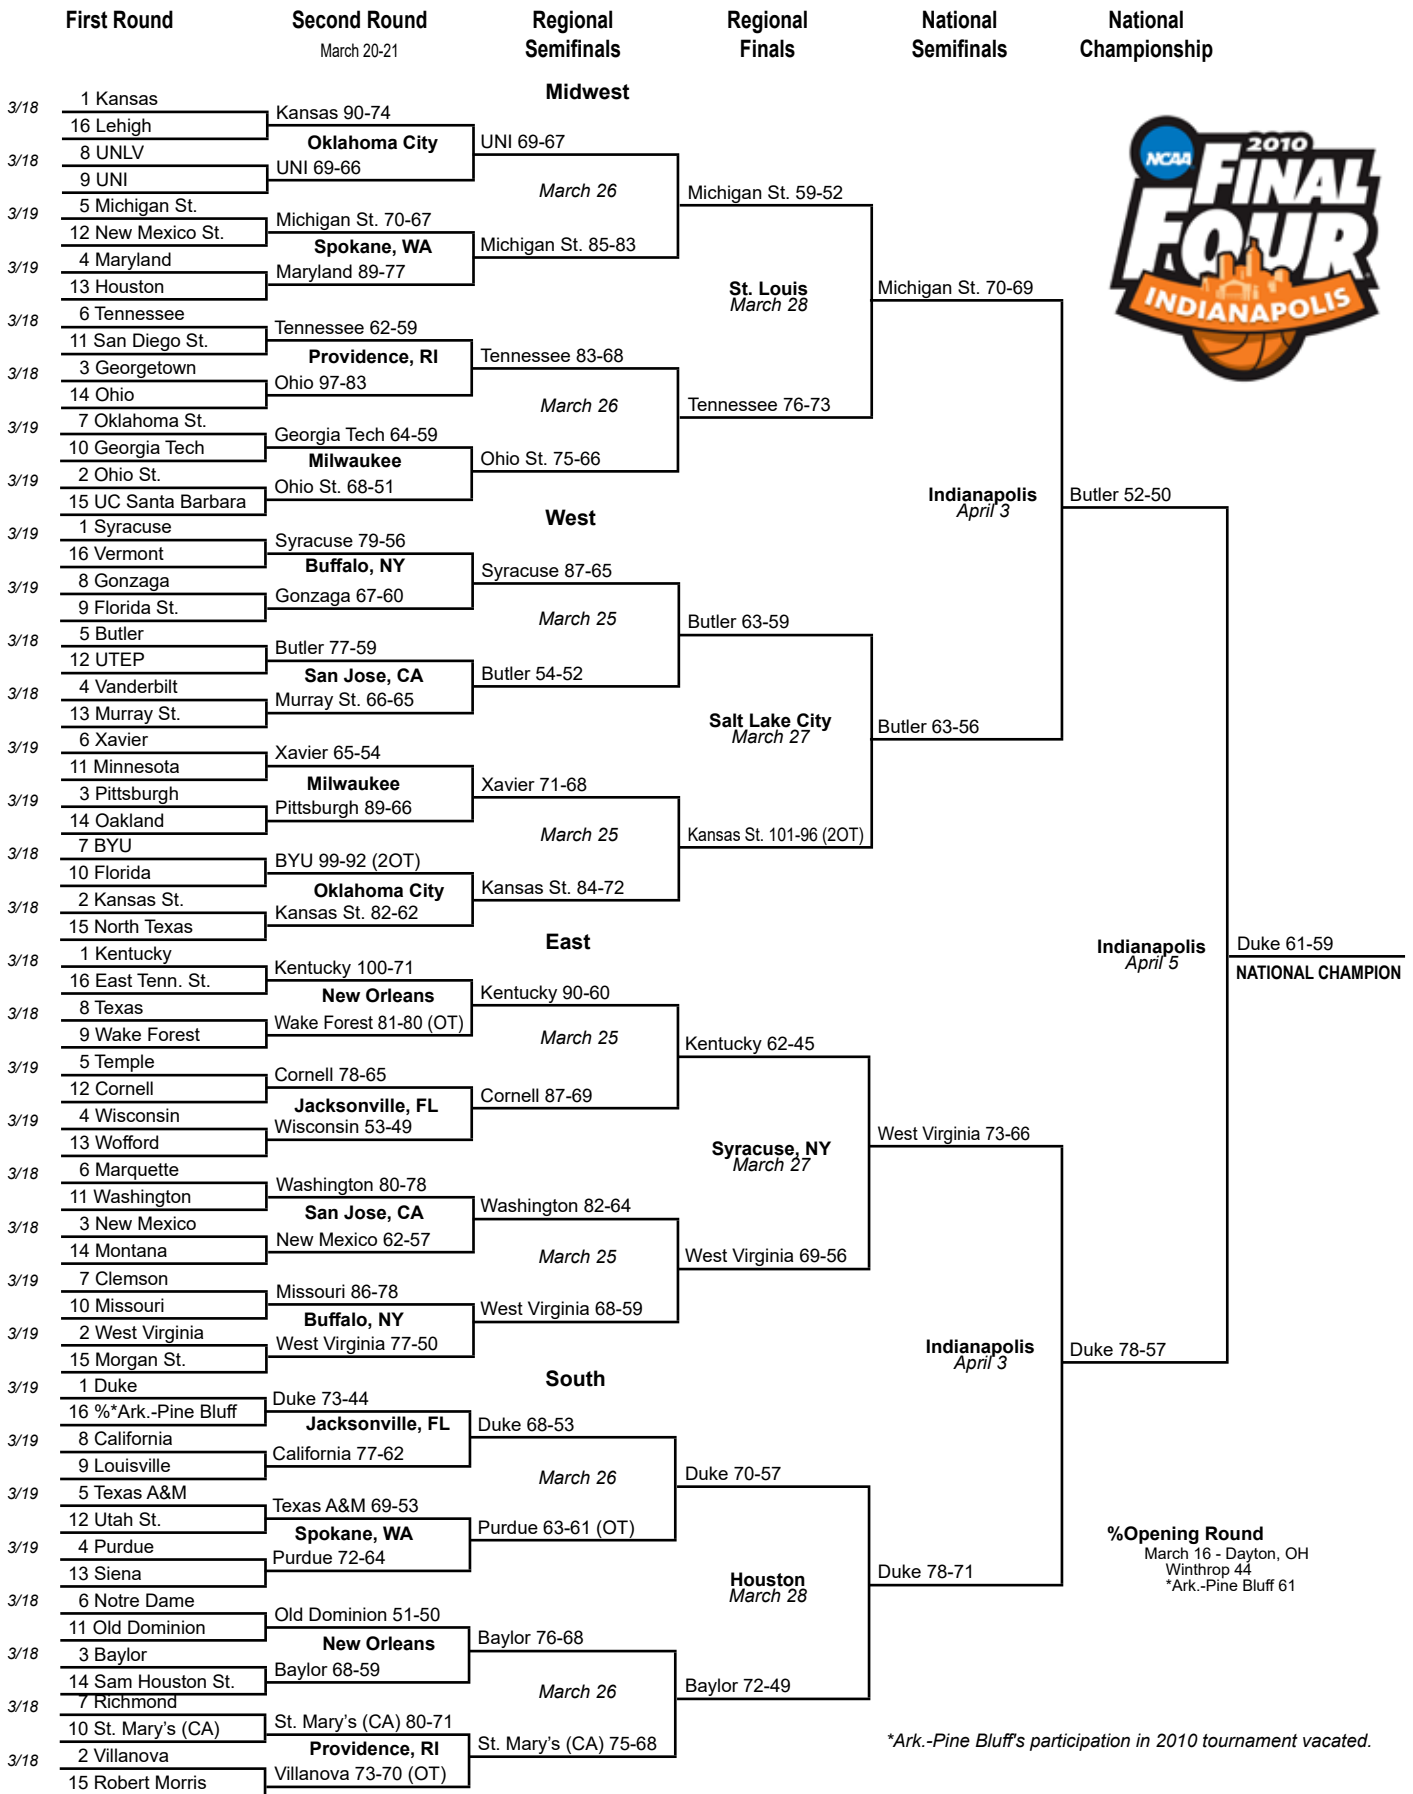 First Round
Second Round
March 20-21
Regional
Semifinals
Regional
Finals
National
Semifinals
National
Championship
NCAA
2010
FINAL
FOUR
INDIANAPOLIS
Midwest
3/18
1 Kansas
16 Lehigh
3/18
8 UNLV
9 UNI
3/19
5 Michigan St.
12 New Mexico St.
3/19
4 Maryland
13 Houston
3/18
6 Tennessee
11 San Diego St.
3/18
3 Georgetown
14 Ohio
3/19
7 Oklahoma St.
10 Georgia Tech
3/19
2 Ohio St.
15 UC Santa Barbara
Kansas 90-74
Oklahoma City
UNI 69-66
Michigan St. 70-67
Spokane, WA
Maryland 89-77
Tennessee 62-59
Providence, RI
Ohio 97-83
Georgia Tech 64-59
Milwaukee
Ohio St. 68-51
UNI 69-67
March 26
Michigan St. 85-83
Tennessee 83-68
March 26
Ohio St. 75-66
Michigan St. 59-52
St. Louis
March 28
Tennessee 76-73
Michigan St. 70-69
West
3/19
1 Syracuse
16 Vermont
3/19
8 Gonzaga
9 Florida St.
3/18
5 Butler
12 UTEP
3/18
4 Vanderbilt
13 Murray St.
3/19
6 Xavier
11 Minnesota
3/19
3 Pittsburgh
14 Oakland
3/18
7 BYU
10 Florida
3/18
2 Kansas St.
15 North Texas
Syracuse 79-56
Buffalo, NY
Gonzaga 67-60
Butler 77-59
San Jose, CA
Murray St. 66-65
Xavier 65-54
Milwaukee
Pittsburgh 89-66
BYU 99-92 (2OT)
Oklahoma City
Kansas St. 82-62
Syracuse 87-65
March 25
Butler 54-52
Xavier 71-68
March 25
Kansas St. 84-72
Butler 63-59
Salt Lake City
March 27
Kansas St. 101-96 (2OT)
Butler 63-56
Indianapolis
April 3
Butler 52-50
East
3/18
1 Kentucky
16 East Tenn. St.
3/18
8 Texas
9 Wake Forest
3/19
5 Temple
12 Cornell
3/19
4 Wisconsin
13 Wofford
3/18
6 Marquette
11 Washington
3/18
3 New Mexico
14 Montana
3/19
7 Clemson
10 Missouri
3/19
2 West Virginia
15 Morgan St.
Kentucky 100-71
New Orleans
Wake Forest 81-80 (OT)
Cornell 78-65
Jacksonville, FL
Wisconsin 53-49
Washington 80-78
San Jose, CA
New Mexico 62-57
Missouri 86-78
Buffalo, NY
West Virginia 77-50
Kentucky 90-60
March 25
Cornell 87-69
Washington 82-64
March 25
West Virginia 68-59
Kentucky 62-45
Syracuse, NY
March 27
West Virginia 69-56
West Virginia 73-66
South
3/19
1 Duke
16 %*Ark.-Pine Bluff
3/19
8 California
9 Louisville
3/19
5 Texas A&M
12 Utah St.
3/19
4 Purdue
13 Siena
3/18
6 Notre Dame
11 Old Dominion
3/18
3 Baylor
14 Sam Houston St.
3/18
7 Richmond
10 St. Mary's (CA)
3/18
2 Villanova
15 Robert Morris
Duke 73-44
Jacksonville, FL
California 77-62
Texas A&M 69-53
Spokane, WA
Purdue 72-64
Old Dominion 51-50
New Orleans
Baylor 68-59
St. Mary's (CA) 80-71
Providence, RI
Villanova 73-70 (OT)
Duke 68-53
March 26
Purdue 63-61 (OT)
Baylor 76-68
March 26
St. Mary's (CA) 75-68
Duke 70-57
Houston
March 28
Baylor 72-49
Duke 78-71
Indianapolis
April 3
Duke 78-57
Indianapolis
April 5
Duke 61-59
NATIONAL CHAMPION
%Opening Round
March 16 - Dayton, OH
Winthrop 44
*Ark.-Pine Bluff 61
*Ark.-Pine Bluff's participation in 2010 tournament vacated.